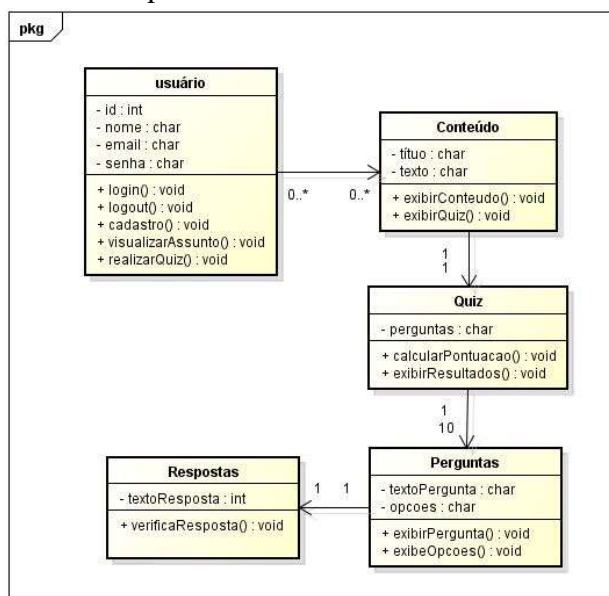 pkg
usuário
- id : int
- nome : char
- email : char
- senha : char
+ login() : void
+ logout() : void
+ cadastro() : void
+ visualizarAssunto() : void
+ realizarQuiz() : void
0..*
0..*
Conteúdo
- títuo : char
- texto : char
+ exibirConteudo() : void
+ exibirQuiz() : void
1
1
Quiz
- perguntas : char
+ calcularPontuacao() : void
+ exibirResultados() : void
1
10
Perguntas
- textoPergunta : char
- opcoes : char
+ exibirPergunta() : void
+ exibeOpcoes() : void
1
1
Respostas
- textoResposta : int
+ verificaResposta() : void